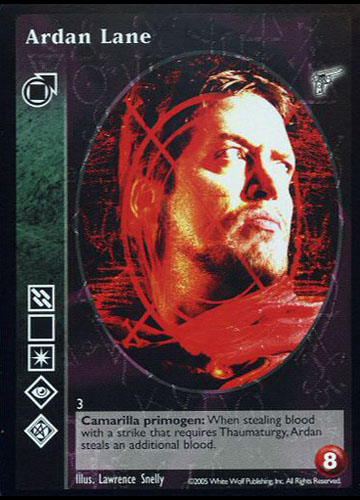 Ardan Lane
3
Camarilla primogen: When stealing blood
with a strike that requires Thaumaturgy, Ardan
steals an additional blood.
8
Illus. Lawrence Snelly
©2005 White Wolf Publishing, Inc. All Rights Reserved.